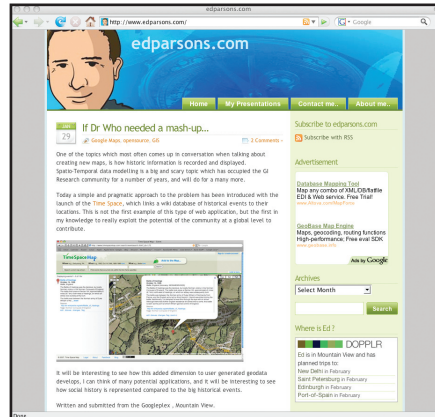 edparsons.com
http://www.edparsons.com/
Google
edparsons.com
Home
My Presentations
Contact me..
About me..
29
If Dr Who needed a mash-up...
Google Maps, opensource, GIS
2 Comments »
One of the topics which most often comes up in conversation when talking about
creating new maps, is how historic information is recorded and displayed.
Spato-Temporal data modelling is a big and scary topic which has occupied the GI
Research community for a number of years, and will do for a many more.
Today a simple and pragmatic approach to the problem has been introduced with the
launch of the Time Space, which links a wiki database of historical events to their
locations. This is not the first example of this type of web application, but the first in
my knowledge to really exploit the potential of the community at a global level to
contribute.
TimeSpaceMap
It will be interesting to see how this added dimension to user generated geodata
develops, I can think of many potential applications, and it will be interesting to see
how social history is represented compared to the big historical events.
Written and submitted from the Googleplex , Mountain View.
Subscribe to edparsons.com
Subscribe with RSS
Advertisement
Database Mapping Tool
Map any combo of XML/DB/flatfile
EDI & Web service. Free Trial!
GeoBase Map Engine
Maps, geocoding, routing functions
High-performance; Free eval SDK
Ads by Google
Archives
Select Month
Search
Where is Ed ?
DOPPLR
Ed is in Mountain View and has
planned trips to:
New Delhi in February
Saint Petersburg in February
Edinburgh in February
Port-of-Spain in February
Done